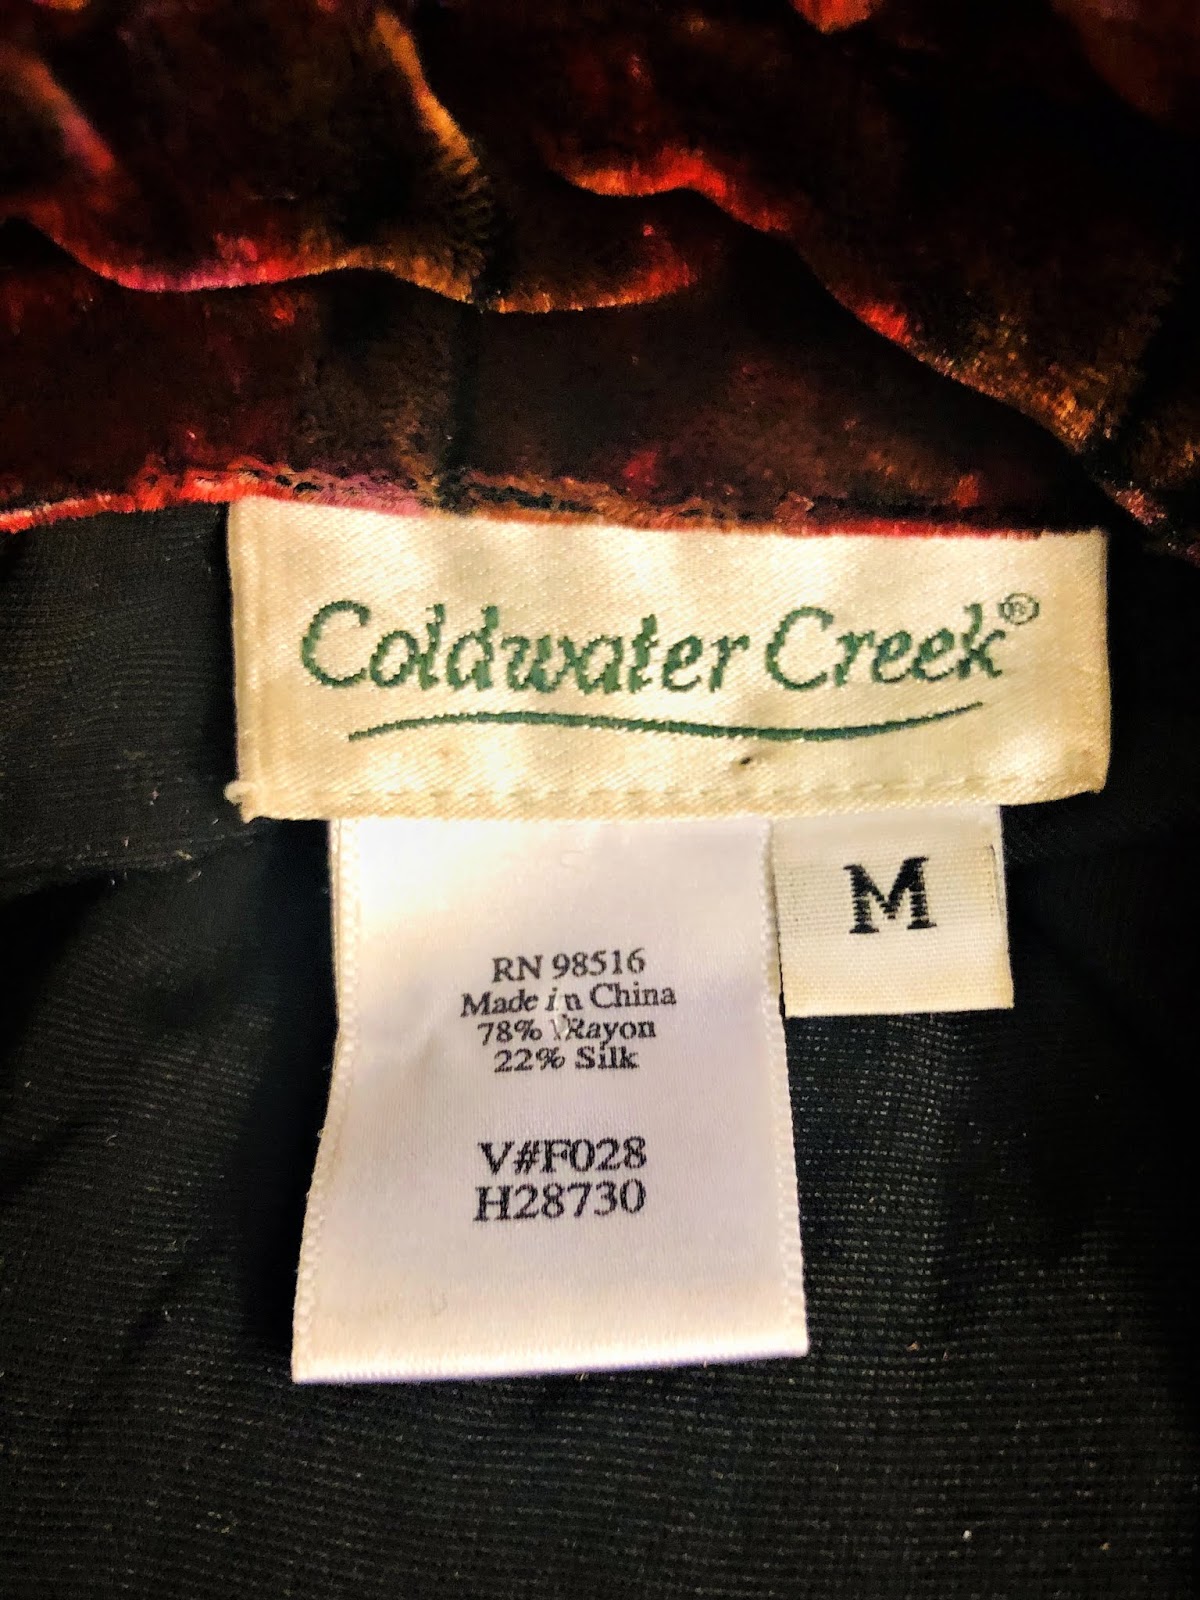 Coldwater Creek®
M
RN 98516
Made in China
78% Rayon
22% Silk
V#F028
H28730